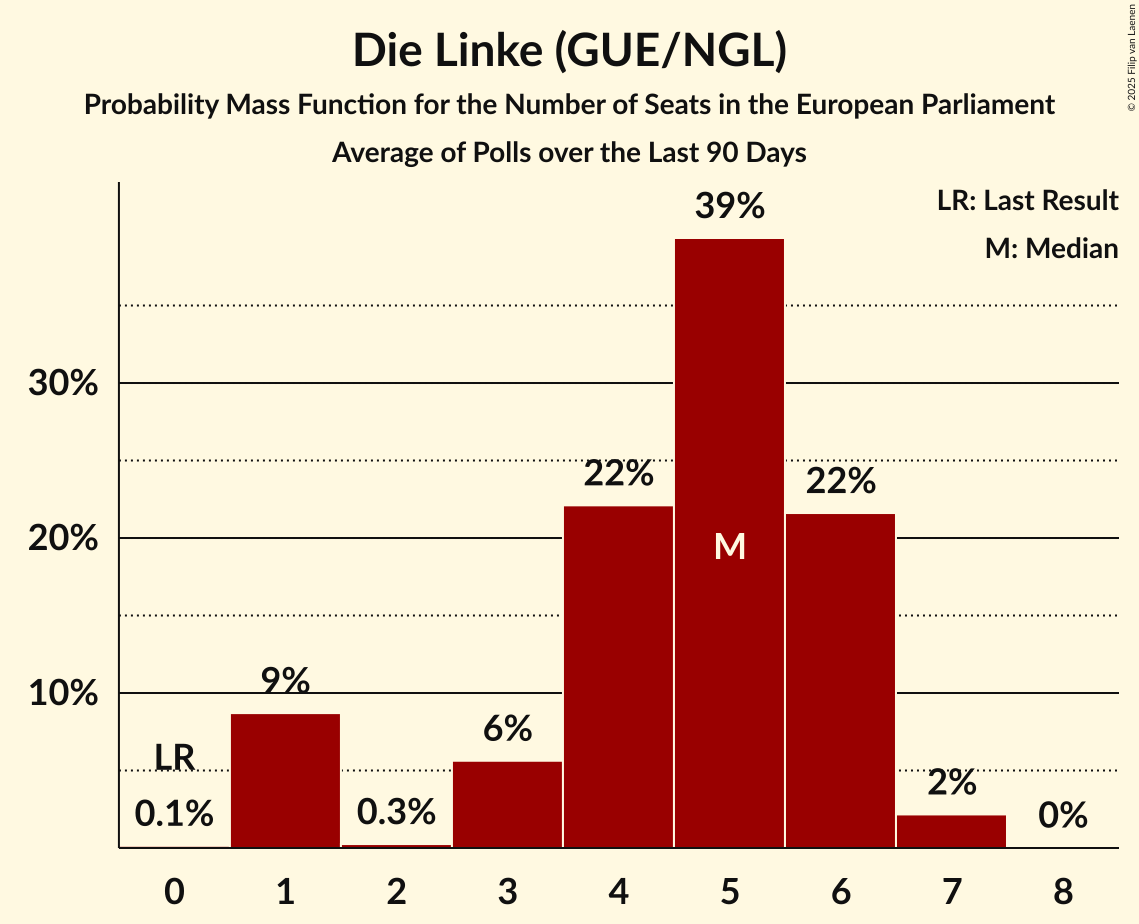 Die Linke (GUE/NGL)
Probability Mass Function for the Number of Seats in the European Parliament
Average of Polls over the Last 90 Days
© 2025 Filip van Laenen
LR: Last Result
M: Median
39%
30%
22%
22%
20%
M
9%
10%
6%
LR
2%
0.1%
0.3%
0%
0 1 2 3 4 5 6 7 8